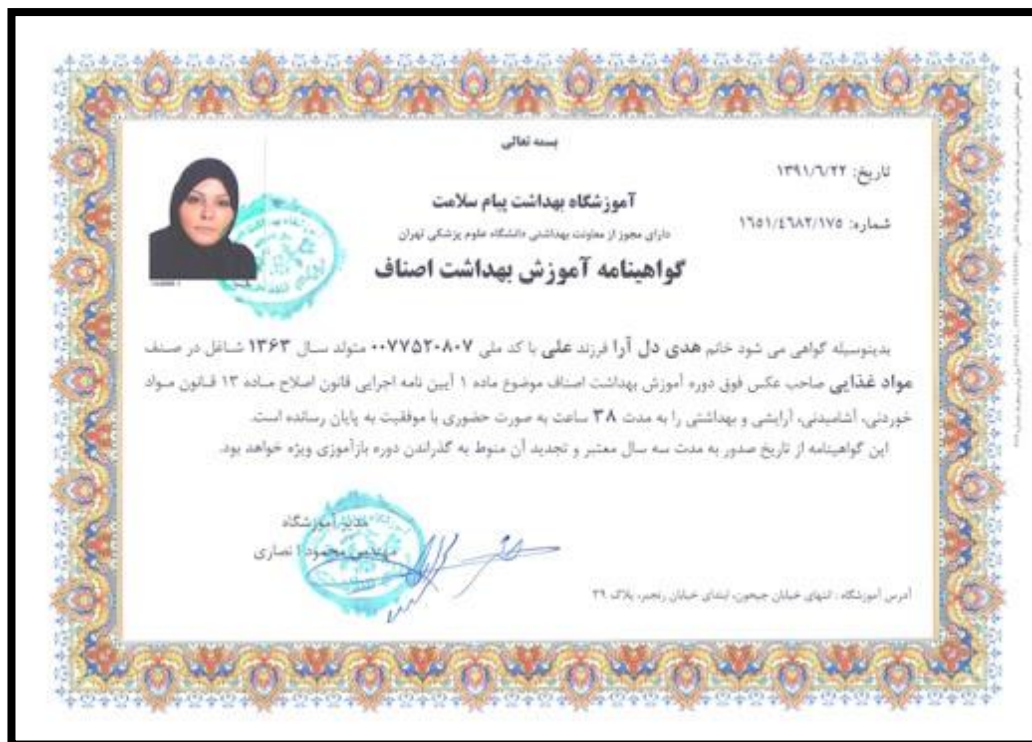 بسمه تعالی
تاریخ: ۱۳۹۱/۶/۲۲
آموزشگاه بهداشت پیام سلامت
شماره: ۱۶۵۱/٤٦٨۲/۱۷۵
دارای مجوز از معاونت بهداشتی دانشگاه علوم پزشکی تهران
گواهینامه آموزش بهداشت اصناف
بدینوسیله گواهی می شود خانم هدی دل آرا فرزند علی با کد ملی ۰۰۷۷۵۲۰۸۰۷ متولد سال ۱۳۶۳ شاغل در صنف
مواد غذایی صاحب عکس فوق دوره آموزش بهداشت اصناف موضوع ماده ۱ آیین نامه اجرایی قانون اصلاح ماده ۱۳ قانون مواد
خوردنی، آشامیدنی، آرایشی و بهداشتی را به مدت ۳۸ ساعت به صورت حضوری با موفقیت به پایان رسانده است.
این گواهینامه از تاریخ صدور به مدت سه سال معتبر و تجدید آن منوط به گذراندن دوره بازآموزی ویژه خواهد بود.
مدیر آموزشگاه
مهندس محمود انصاری
آدرس آموزشگاه : انتهای خیابان جیحون، ابتدای خیابان رنجبر، پلاک ۲۹